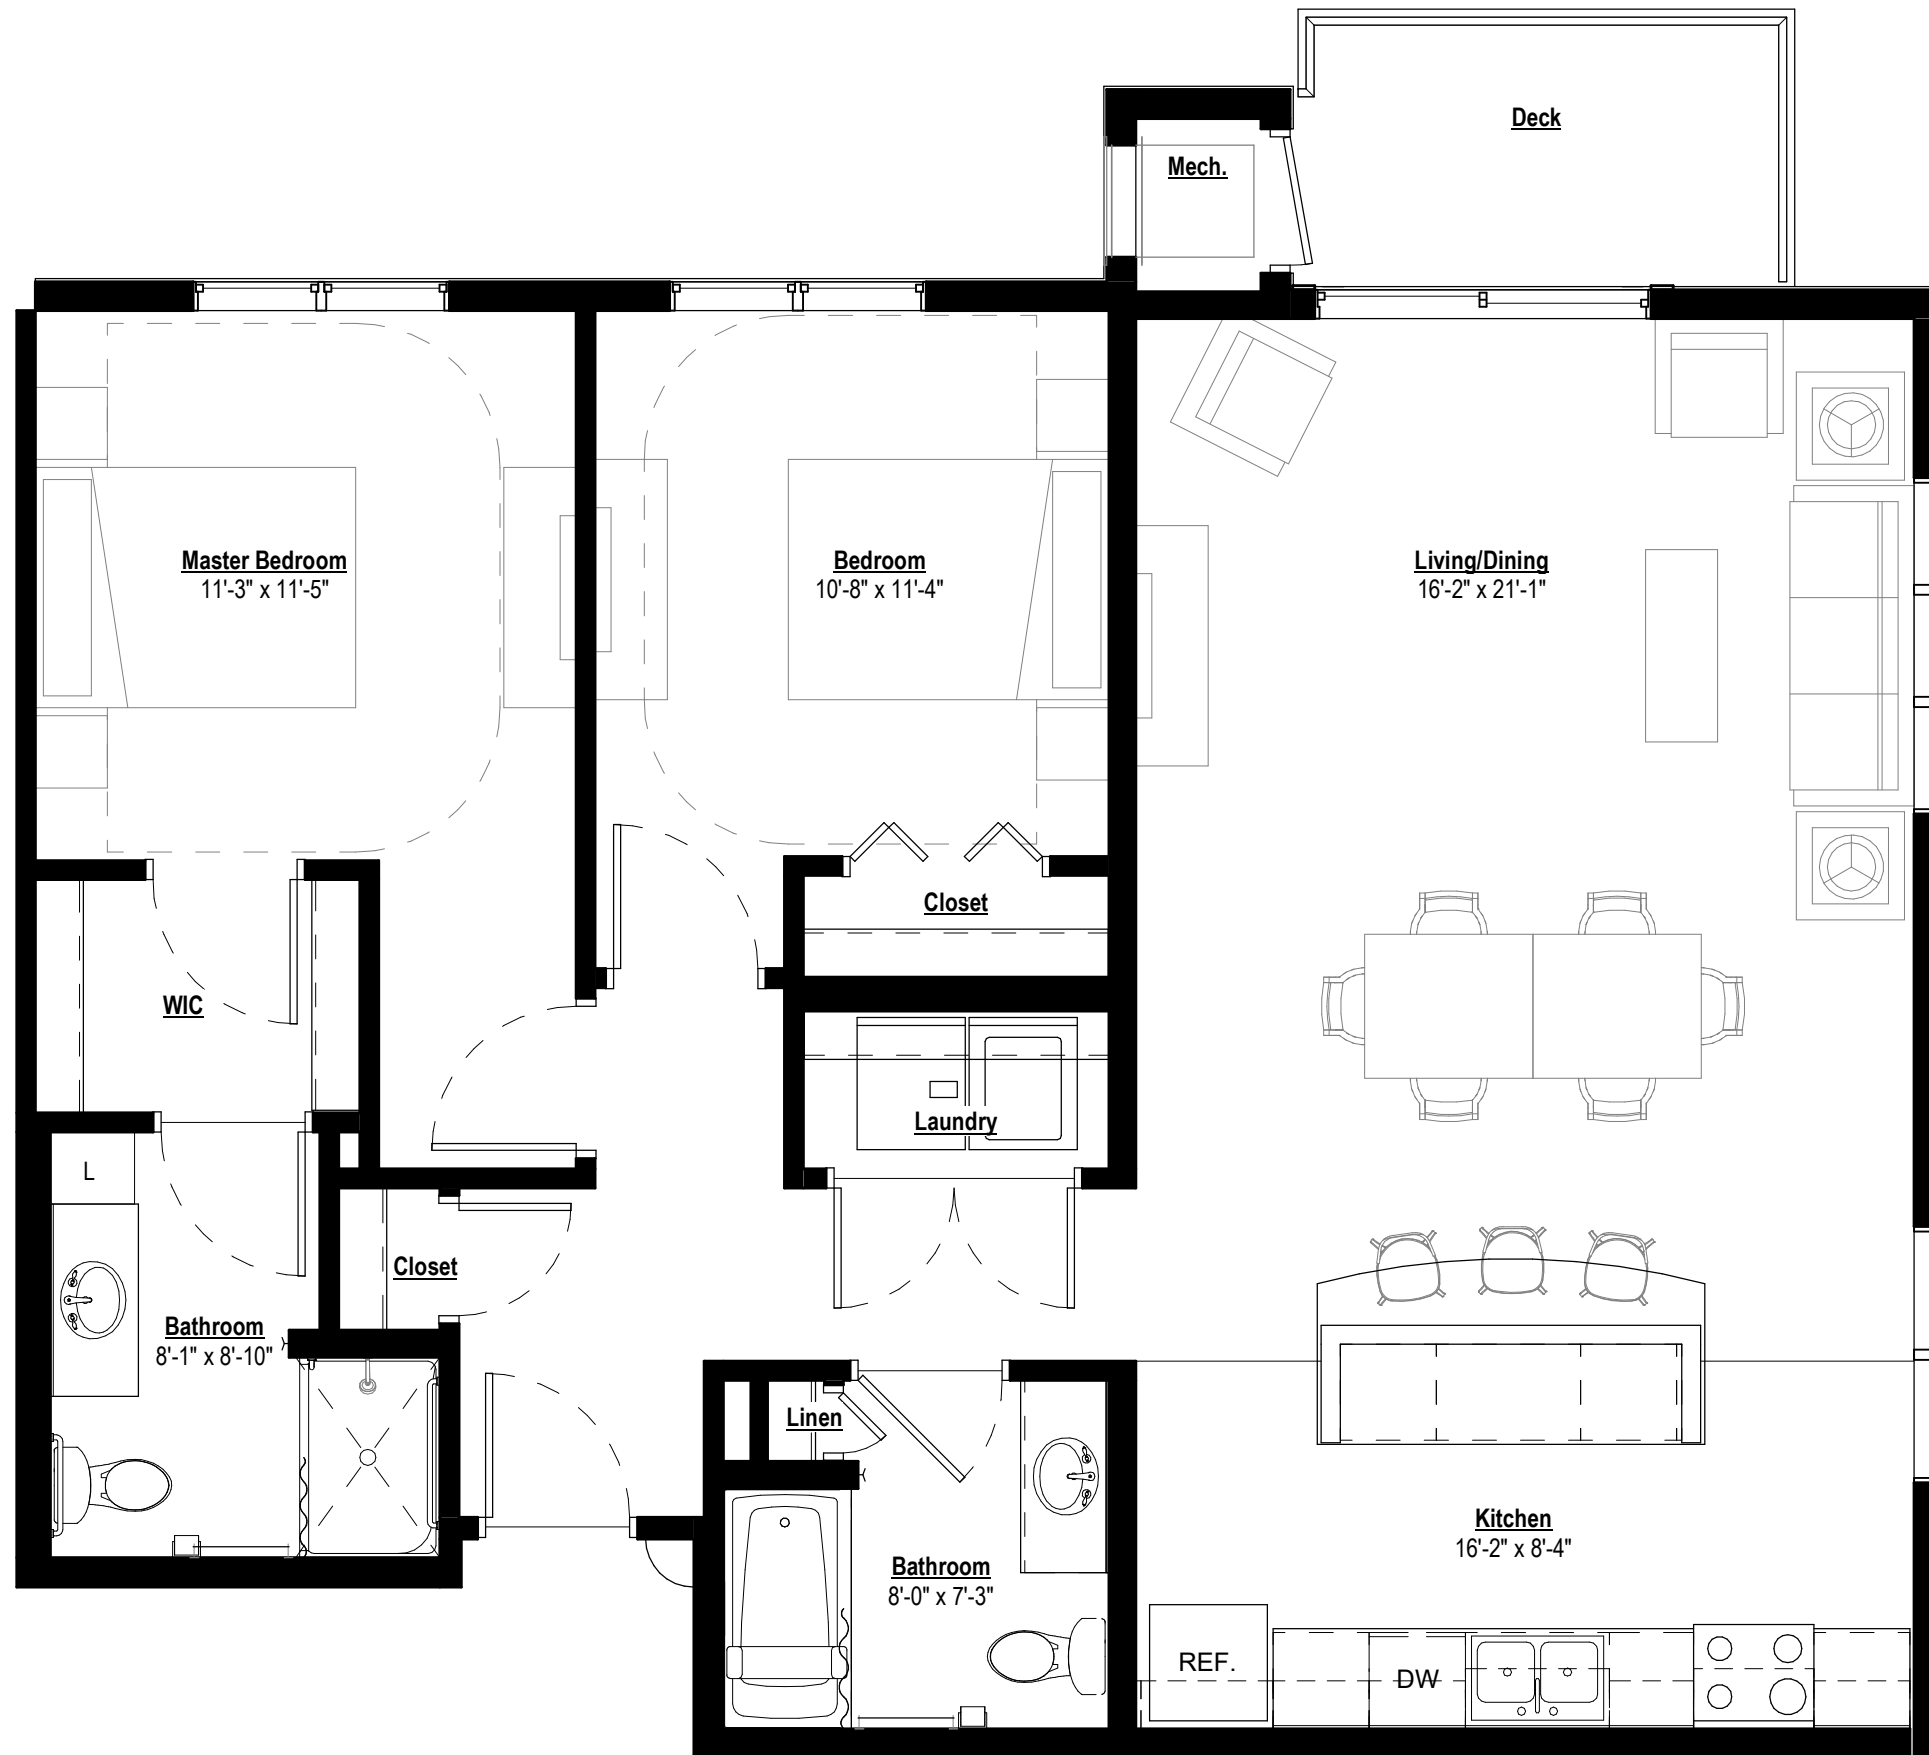 Deck
Mech.
Master Bedroom
11'-3" x 11'-5"
Bedroom
10'-8" x 11'-4"
Living/Dining
16'-2" x 21'-1"
Closet
WIC
Laundry
L
Closet
Bathroom
8'-1" x 8'-10"
Linen
Kitchen
16'-2" x 8'-4"
Bathroom
8'-0" x 7'-3"
REF.
DW